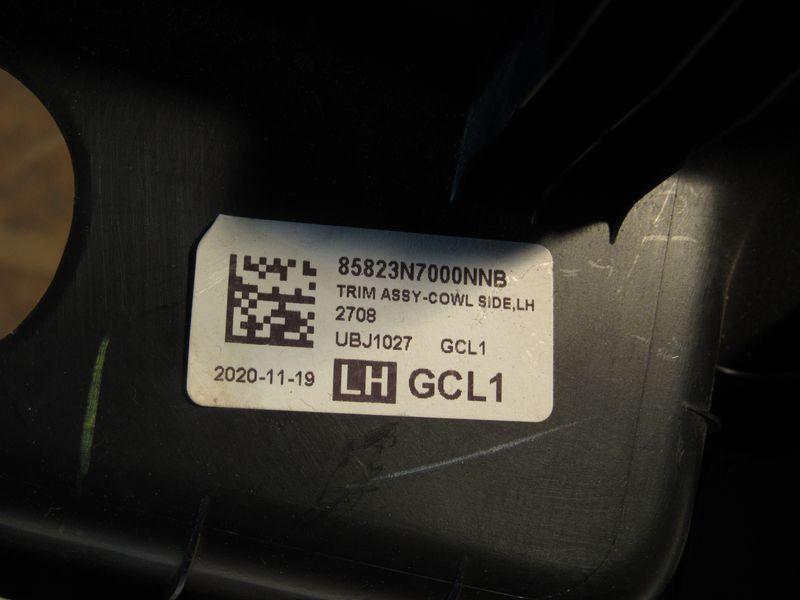 85823N7000NNB
TRIM ASSY-COWL SIDE,LH
2708
UBJ1027 GCL1
2020-11-19 LH GCL1